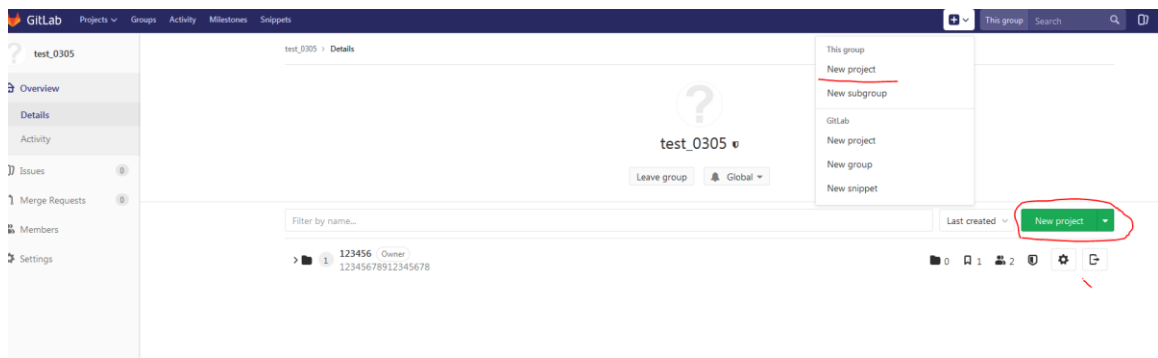 GitLab Projects Groups Activity Milestones Snippets This group Search
test_0305
Overview
Details
Activity
Issues 0
Merge Requests 0
Members
Settings
test_0305 > Details
This group
New project
New subgroup
GitLab
New project
New group
New snippet
?
test_0305
Leave group Global
Filter by name... Last created New project
1 123456 Owner 0 1 2
12345678912345678